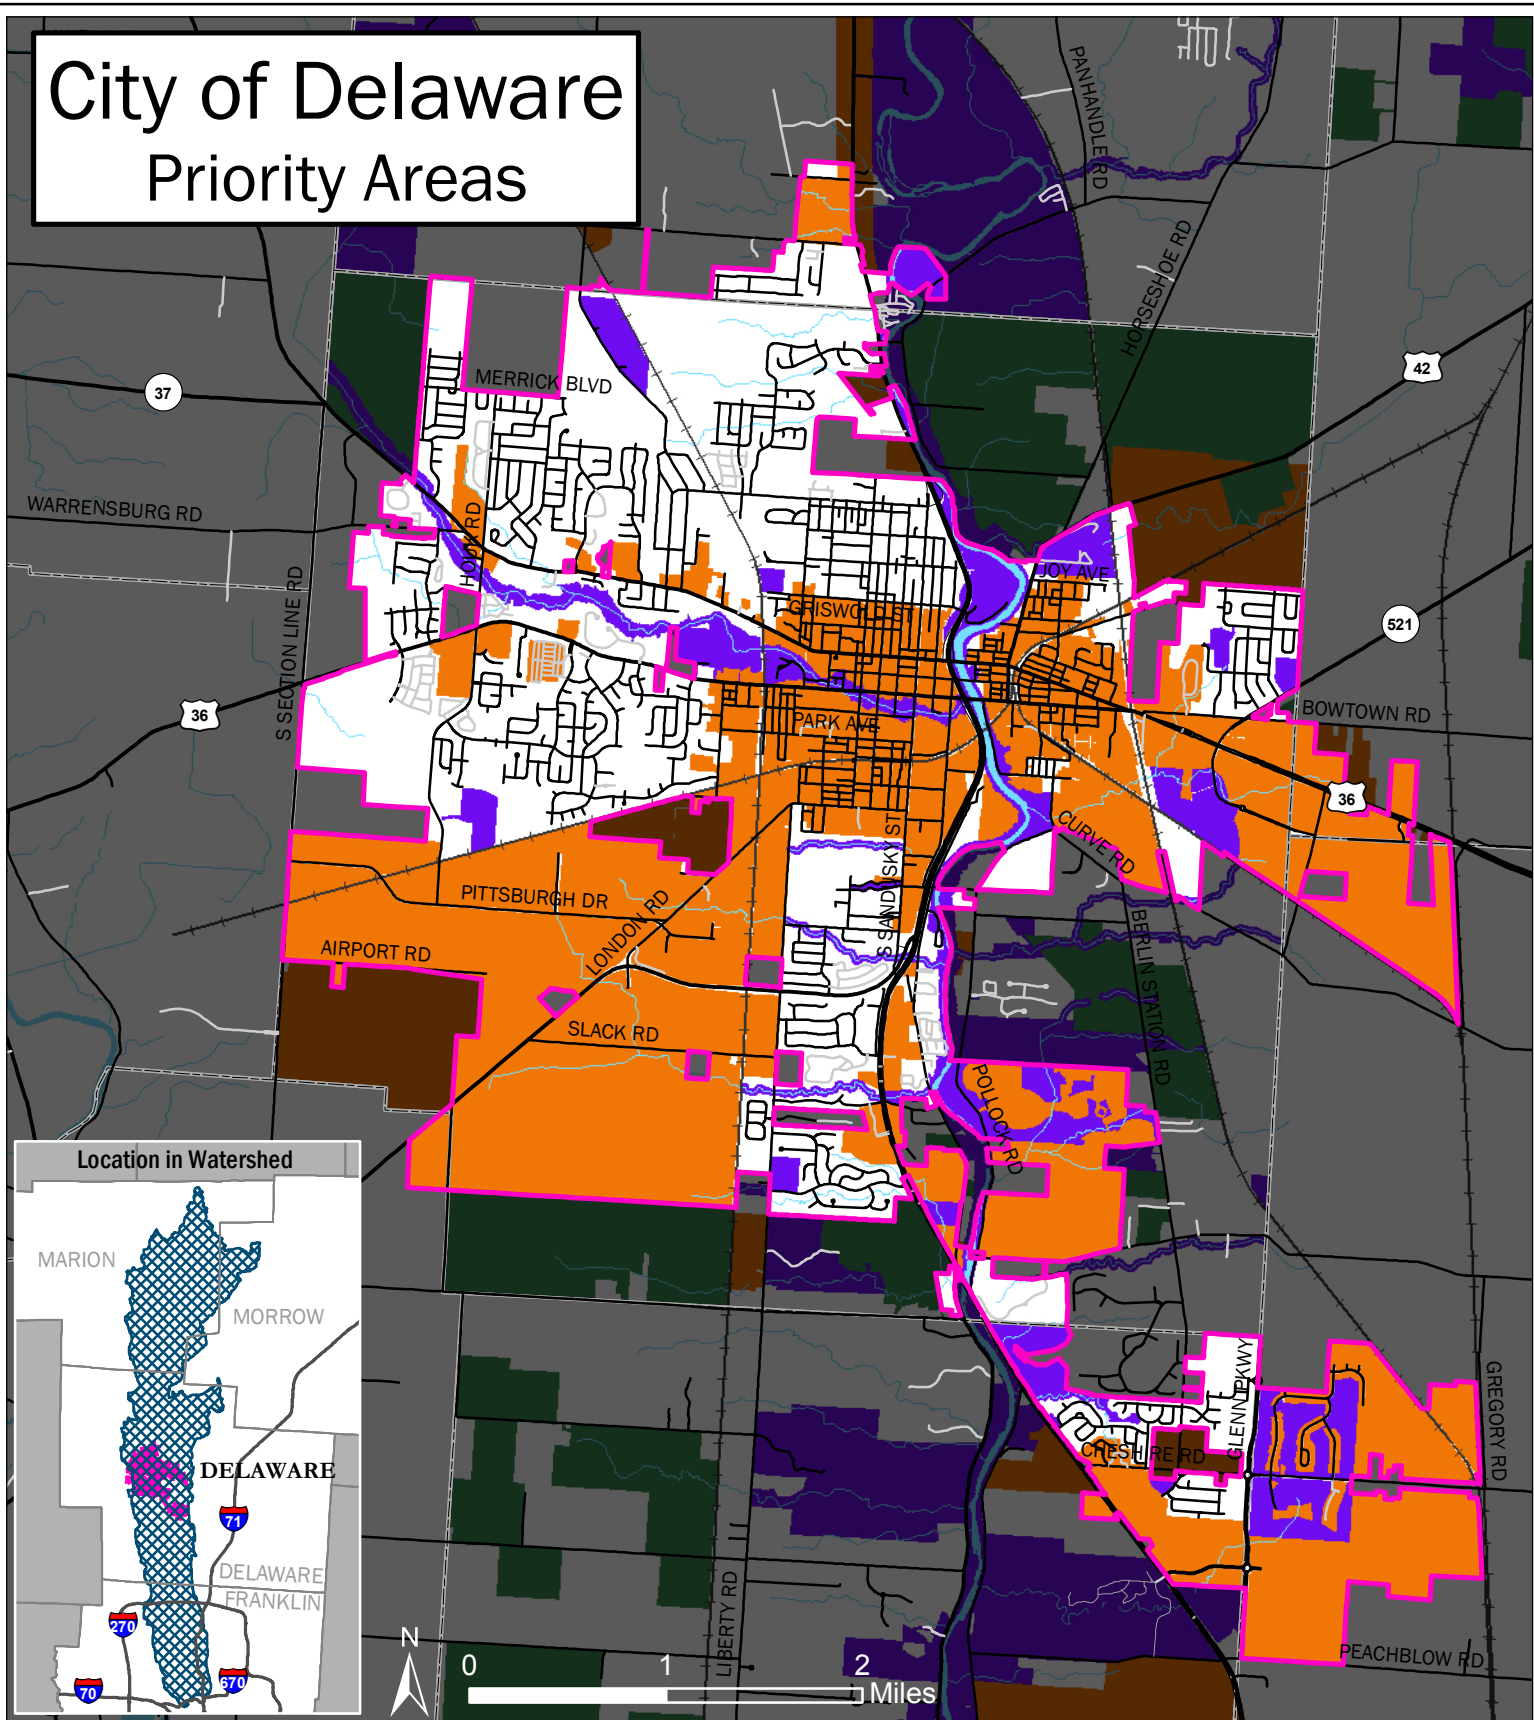 City of Delaware
Priority Areas
PANHANDLE RD
HORSESHOE RD
42
MERRICK BLVD
37
WARRENSBURG RD
HOUK RD
S SECTION LINE RD
JOY AVE
GRISWOLD ST
521
36
PARK AVE
BOWTOWN RD
36
CURVE RD
S SANDUSKY ST
PITTSBURGH DR
LONDON RD
AIRPORT RD
BERLIN STATION RD
SLACK RD
POLLOCK RD
GLENN PKWY
GREGORY RD
CHESHIRE RD
LIBERTY RD
PEACHBLOW RD
Location in Watershed
MARION
MORROW
DELAWARE
71
DELAWARE
FRANKLIN
270
70
670
N
0 1 2
Miles